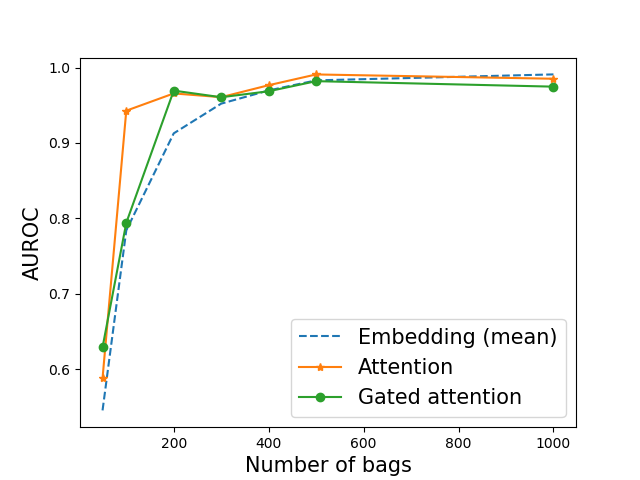 1.0
0.9
0.8
0.7
0.6
AUROC
200
400
600
800
1000
Number of bags
Embedding (mean)
Attention
Gated attention